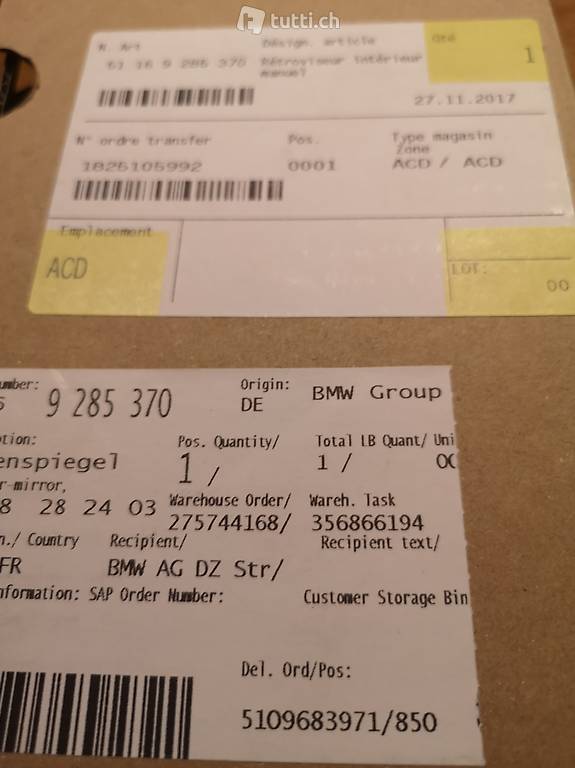 tutti.ch
N. Art Désign. article Qté
51 16 9 285 370 Rétroviseur intérieur 1
manuel
27.11.2017
N° ordre transfer Pos. Type magasin
Zone
1825105992 0001 ACD / ACD
Emplacement
ACD
LOT:
00
umber: Origin: BMW Group
9 285 370 DE
tion: Pos. Quantity/ Total LB Quant/ Uni
enspiegel 1 / 1 /
r-mirror,
8 28 24 03 Warehouse Order/ Wareh. Task
275744168/ 356866194
n./ Country Recipient/ Recipient text/
FR BMW AG DZ Str/
nformation: SAP Order Number: Customer Storage Bin
Del. Ord/Pos:
5109683971/850